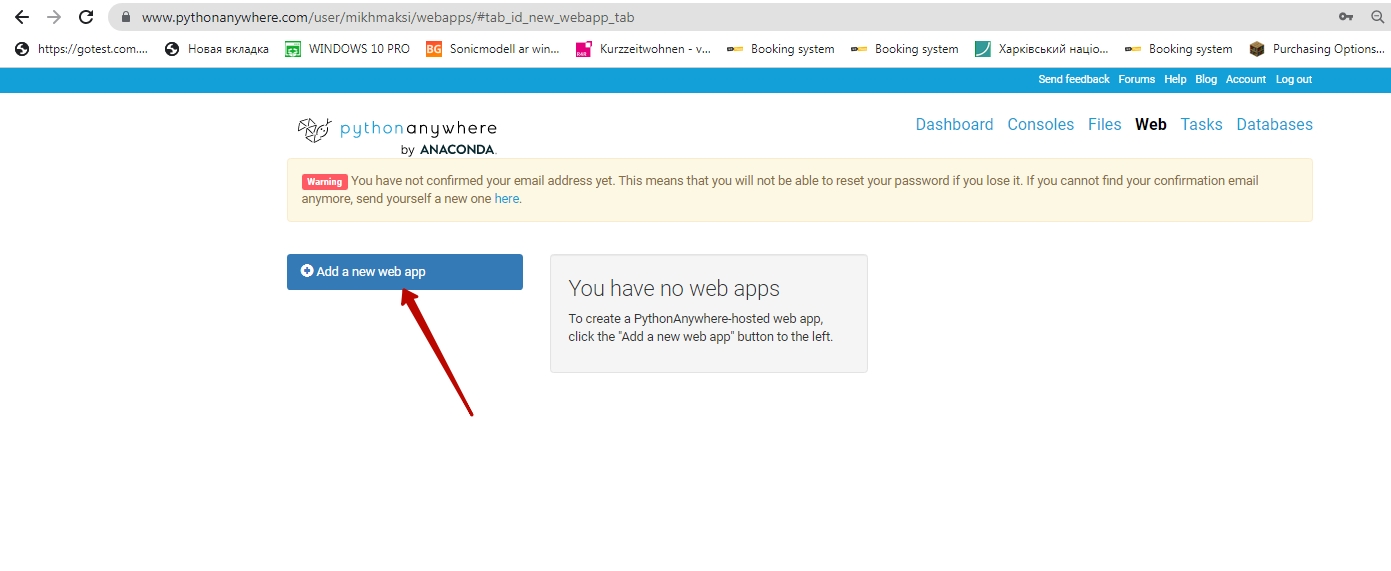 www.pythonanywhere.com/user/mikhmaksi/webapps/#tab_id_new_webapp_tab
https://gotest.com.... Новая вкладка WINDOWS 10 PRO BG Sonicmodell ar win... R+R Kurzzeitwohnen - v... Booking system Booking system Харківський націо... Booking system Purchasing Options...
Send feedback Forums Help Blog Account Log out
pythonanywhere
by ANACONDA.
Dashboard Consoles Files Web Tasks Databases
Warning You have not confirmed your email address yet. This means that you will not be able to reset your password if you lose it. If you cannot find your confirmation email
anymore, send yourself a new one here.
Add a new web app
You have no web apps
To create a PythonAnywhere-hosted web app,
click the "Add a new web app" button to the left.